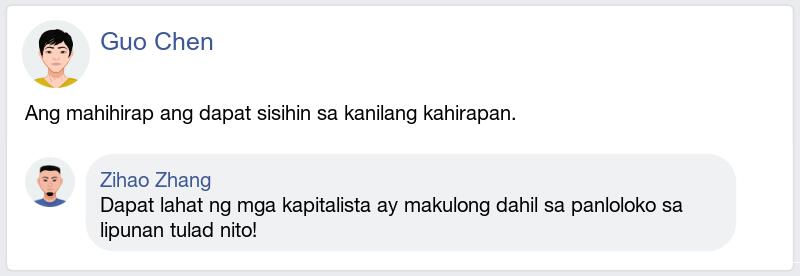 Guo Chen
Ang mahihirap ang dapat sisihin sa kanilang kahirapan.
Zihao Zhang
Dapat lahat ng mga kapitalista ay makulong dahil sa panloloko sa
lipunan tulad nito!